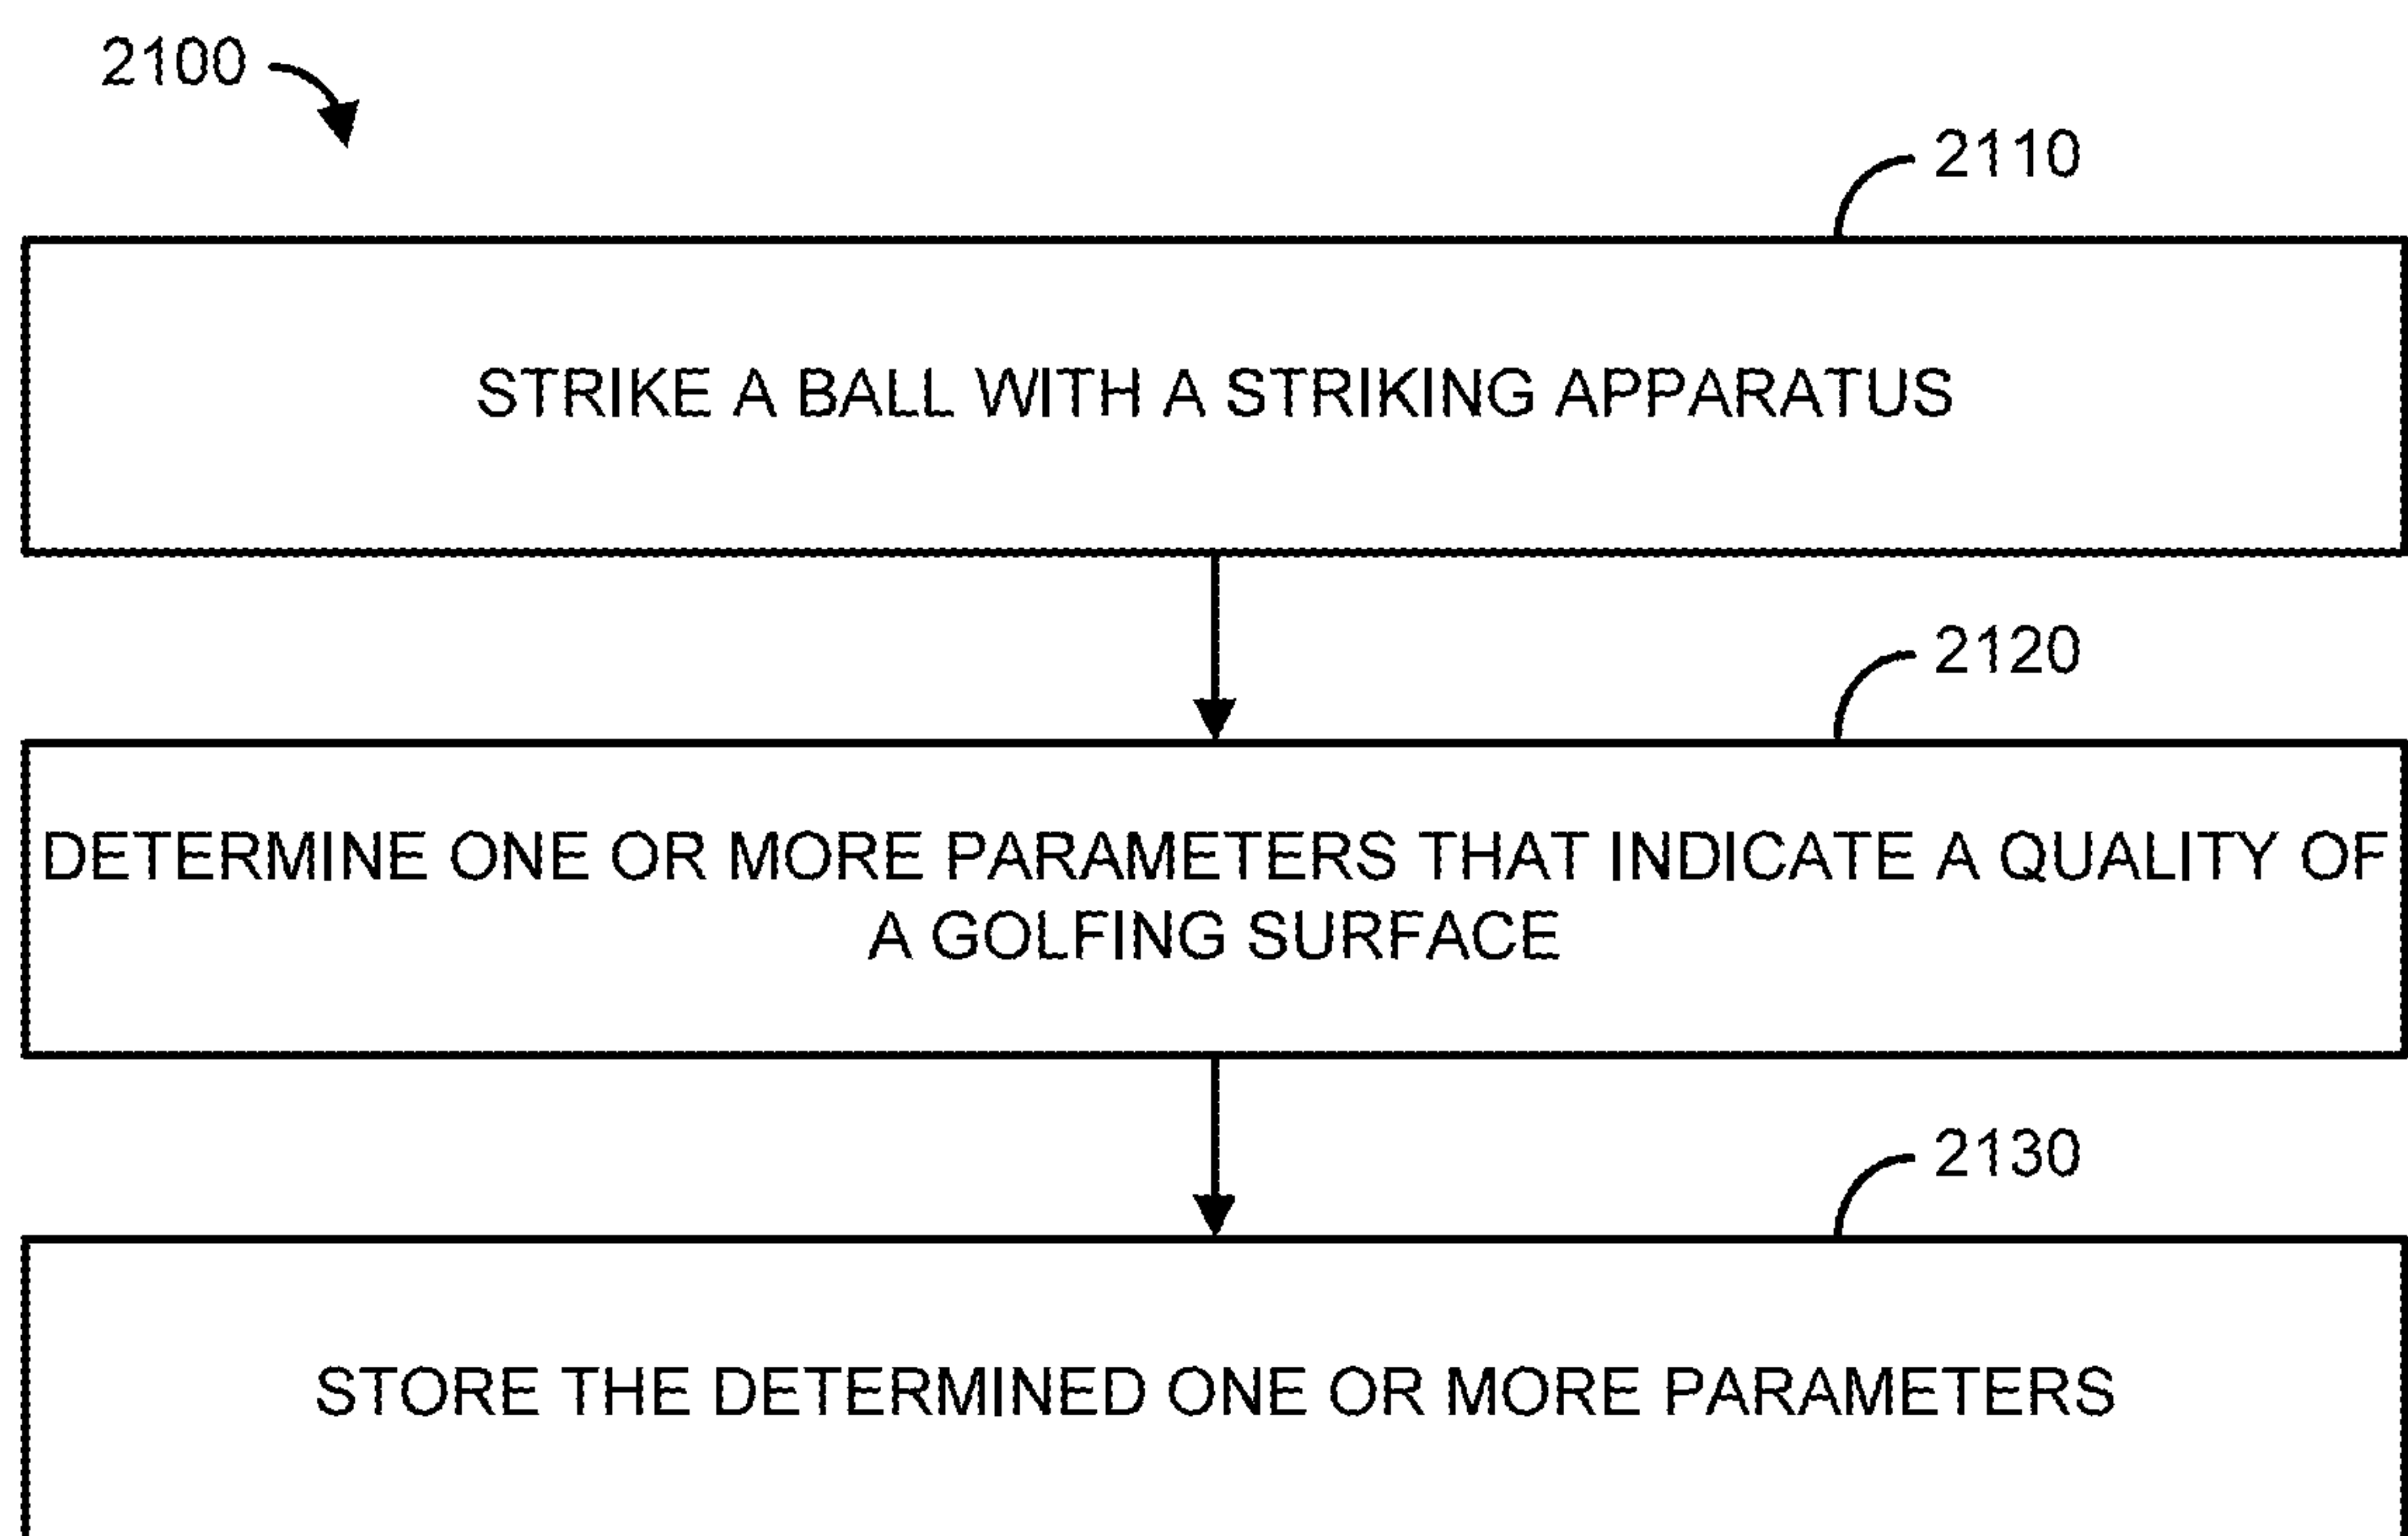 2100
2110
STRIKE A BALL WITH A STRIKING APPARATUS
2120
DETERMINE ONE OR MORE PARAMETERS THAT INDICATE A QUALITY OF
A GOLFING SURFACE
2130
STORE THE DETERMINED ONE OR MORE PARAMETERS